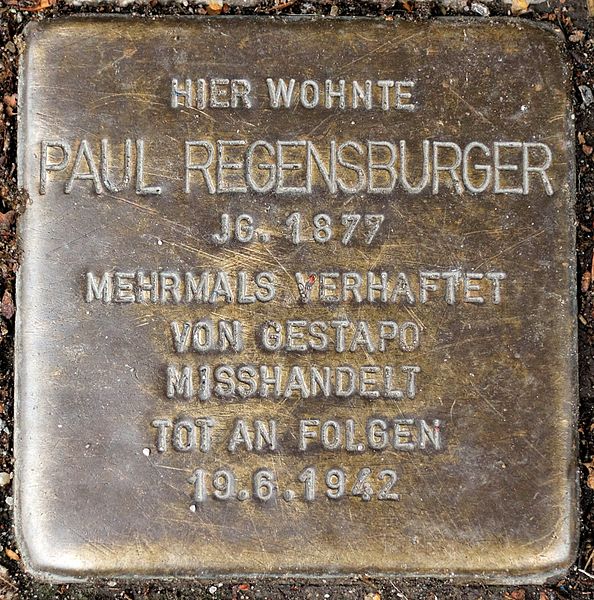 HIER WOHNTE
PAUL REGENSBURGER
JG. 1877
MEHRMALS VERHAFTET
VON GESTAPO
MISSHANDELT
TOT AN FOLGEN
19.6.1942